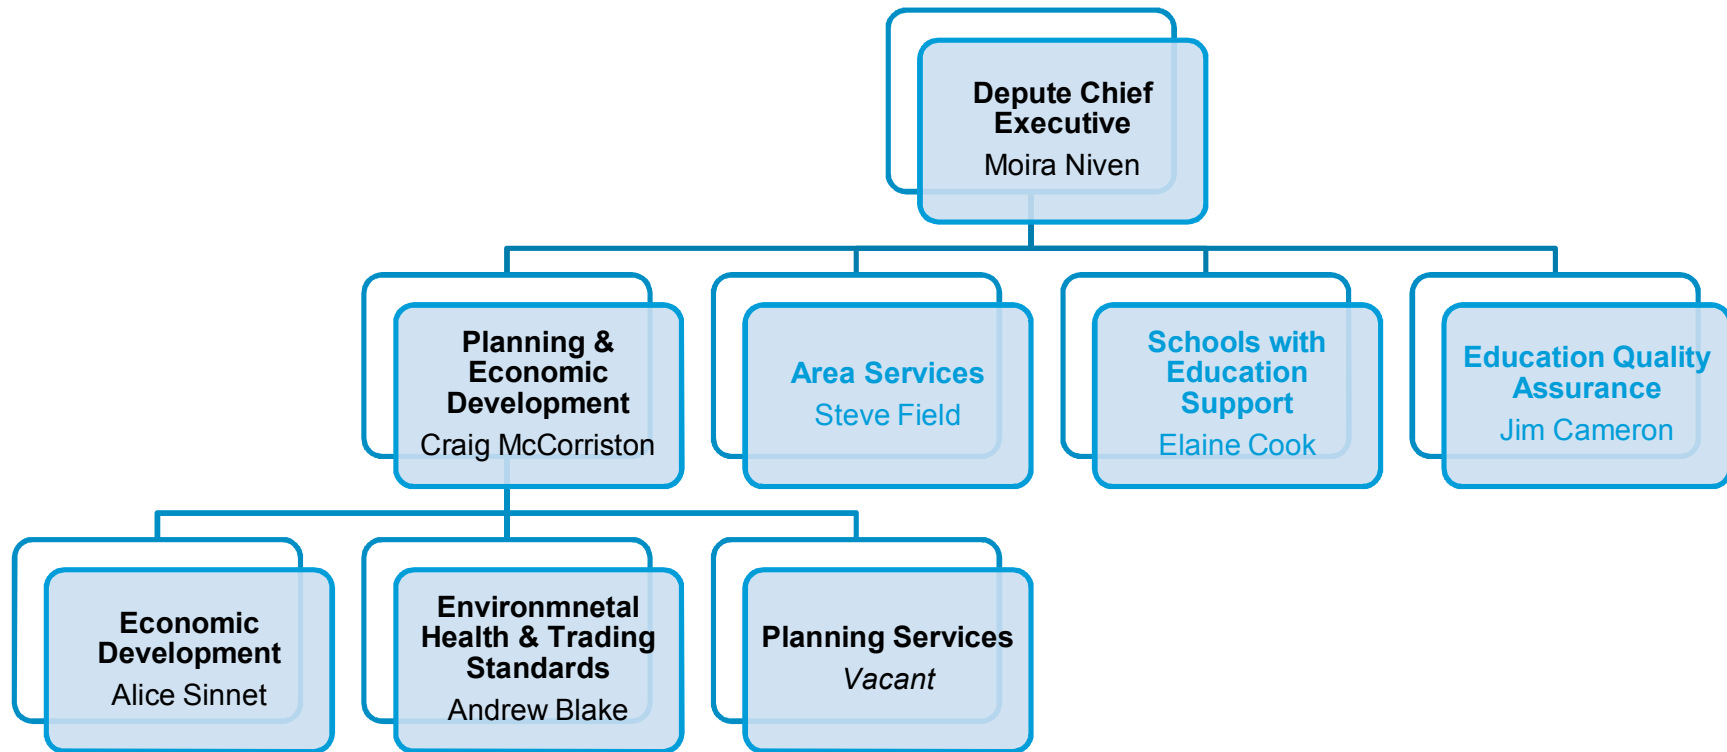 Depute Chief
Executive
Moira Niven
Planning &
Economic
Development
Craig McCorriston
Area Services
Steve Field
Schools with
Education
Support
Elaine Cook
Education Quality
Assurance
Jim Cameron
Economic
Development
Alice Sinnet
Environmnetal
Health & Trading
Standards
Andrew Blake
Planning Services
Vacant